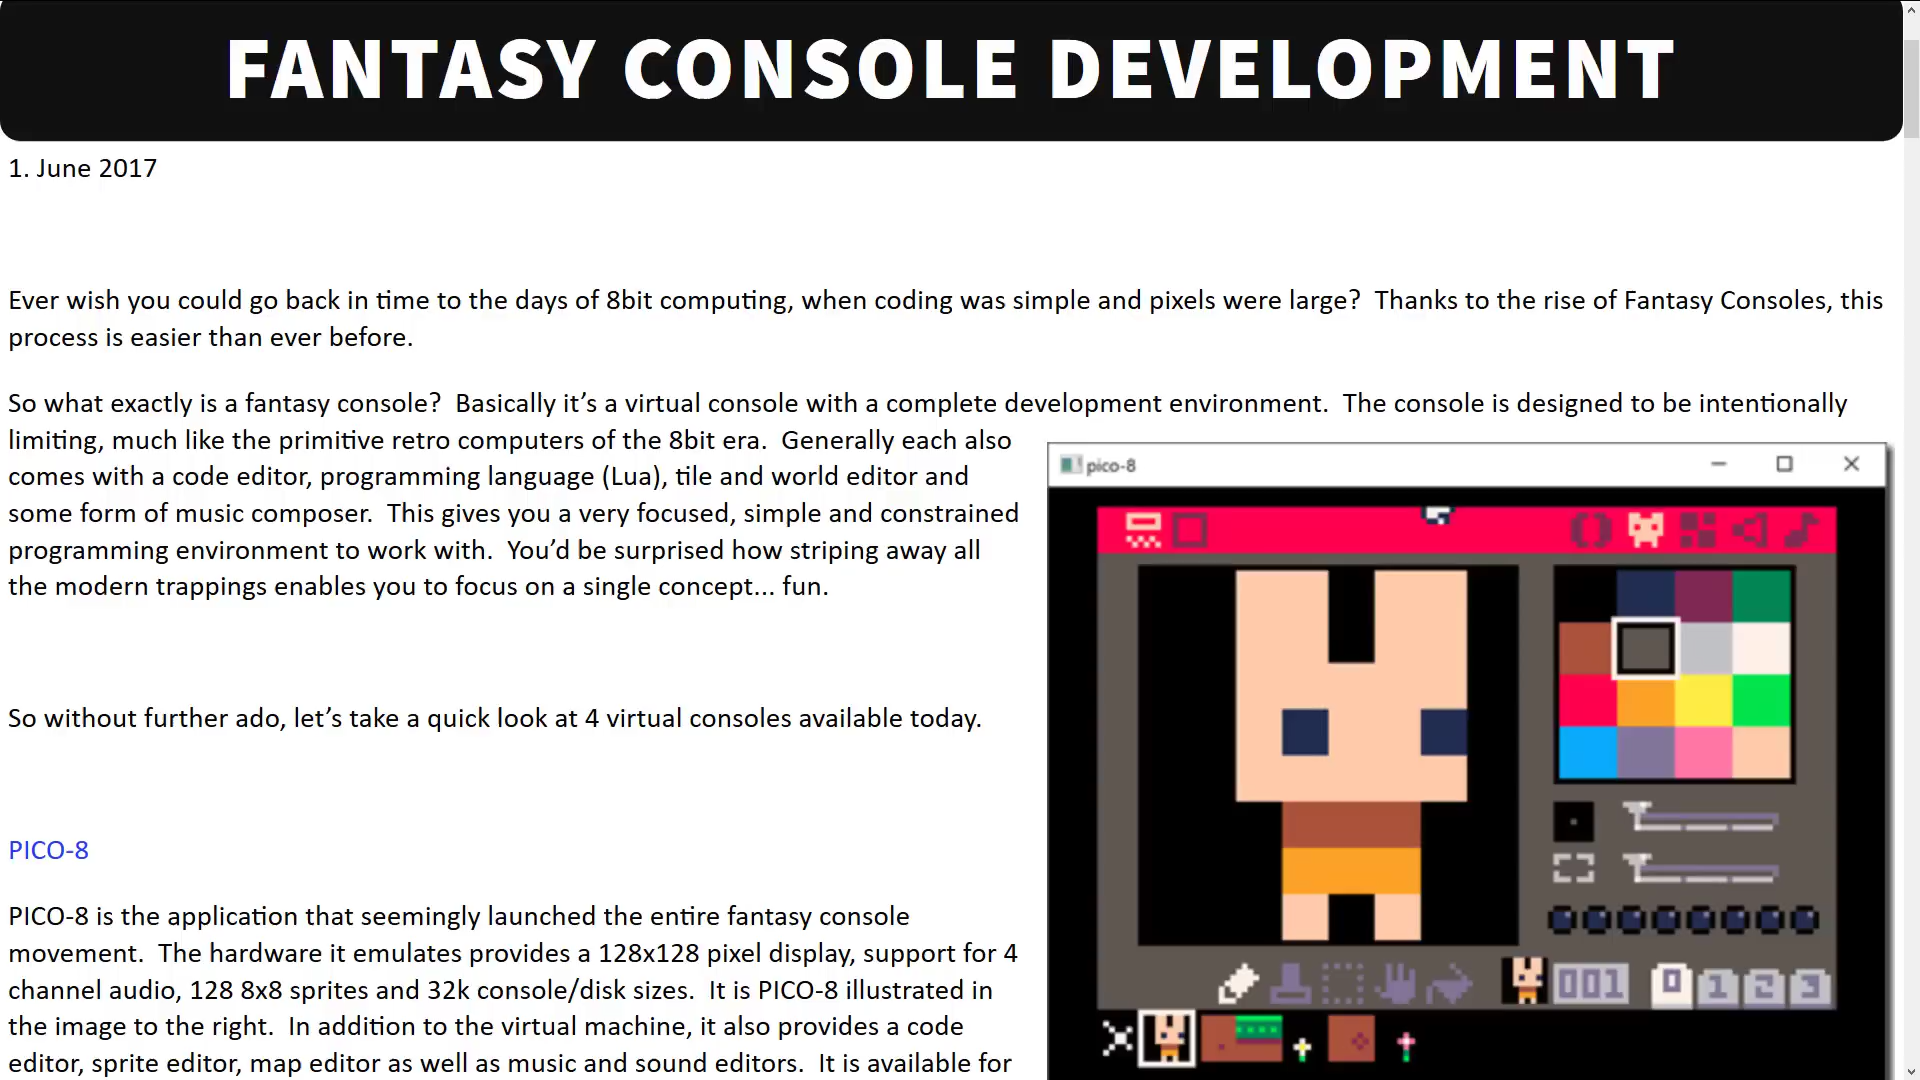 FANTASY CONSOLE DEVELOPMENT
1. June 2017
Ever wish you could go back in time to the days of 8bit computing, when coding was simple and pixels were large?  Thanks to the rise of Fantasy Consoles, this
process is easier than ever before.
So what exactly is a fantasy console?  Basically it’s a virtual console with a complete development environment.  The console is designed to be intentionally
limiting, much like the primitive retro computers of the 8bit era.  Generally each also
comes with a code editor, programming language (Lua), tile and world editor and
some form of music composer.  This gives you a very focused, simple and constrained
programming environment to work with.  You’d be surprised how striping away all
the modern trappings enables you to focus on a single concept... fun.
So without further ado, let’s take a quick look at 4 virtual consoles available today.
PICO-8
PICO-8 is the application that seemingly launched the entire fantasy console
movement.  The hardware it emulates provides a 128x128 pixel display, support for 4
channel audio, 128 8x8 sprites and 32k console/disk sizes.  It is PICO-8 illustrated in
the image to the right.  In addition to the virtual machine, it also provides a code
editor, sprite editor, map editor as well as music and sound editors.  It is available for
pico-8
001 0 1 2 3